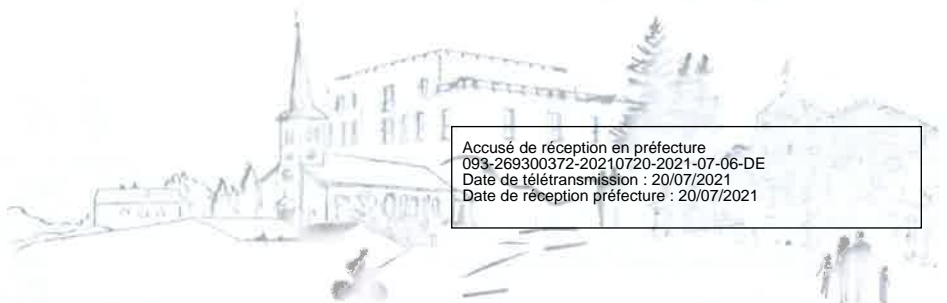 Accusé de réception en préfecture
093-269300372-20210720-2021-07-06-DE
Date de télétransmission : 20/07/2021
Date de réception préfecture : 20/07/2021